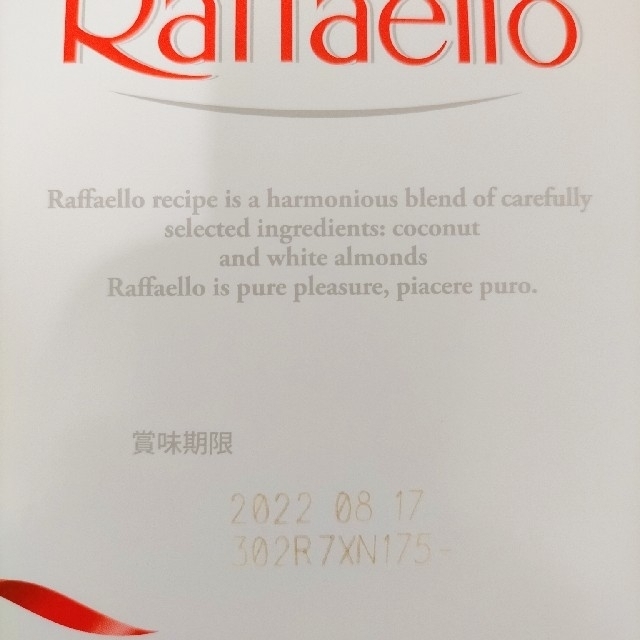 Raffaello
Raffaello recipe is a harmonious blend of carefully
selected ingredients: coconut
and white almonds
Raffaello is pure pleasure, piacere puro.
賞味期限
2022 08 17
302R7XN175-